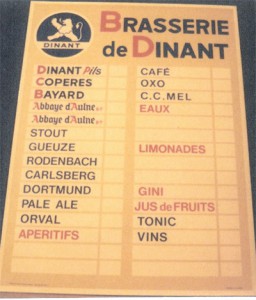 DINANT
BRASSERIE
de DINANT
DINANT Pils
COPERES
BAYARD
Abbaye d'Aulne
Abbaye d'Aulne
STOUT
GUEUZE
RODENBACH
CARLSBERG
DORTMUND
PALE ALE
ORVAL
APERITIFS
CAFÉ
OXO
C.C.MEL
EAUX
LIMONADES
GINI
JUS de FRUITS
TONIC
VINS